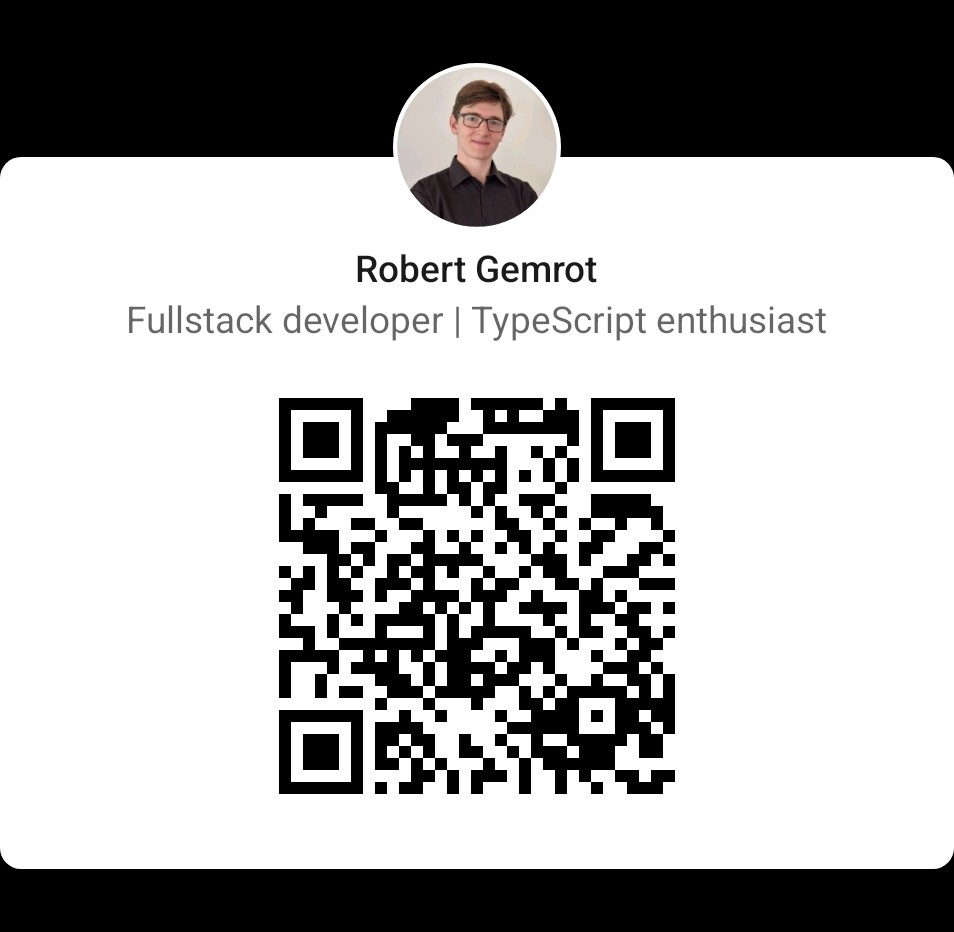 Robert Gemrot
Fullstack developer | TypeScript enthusiast